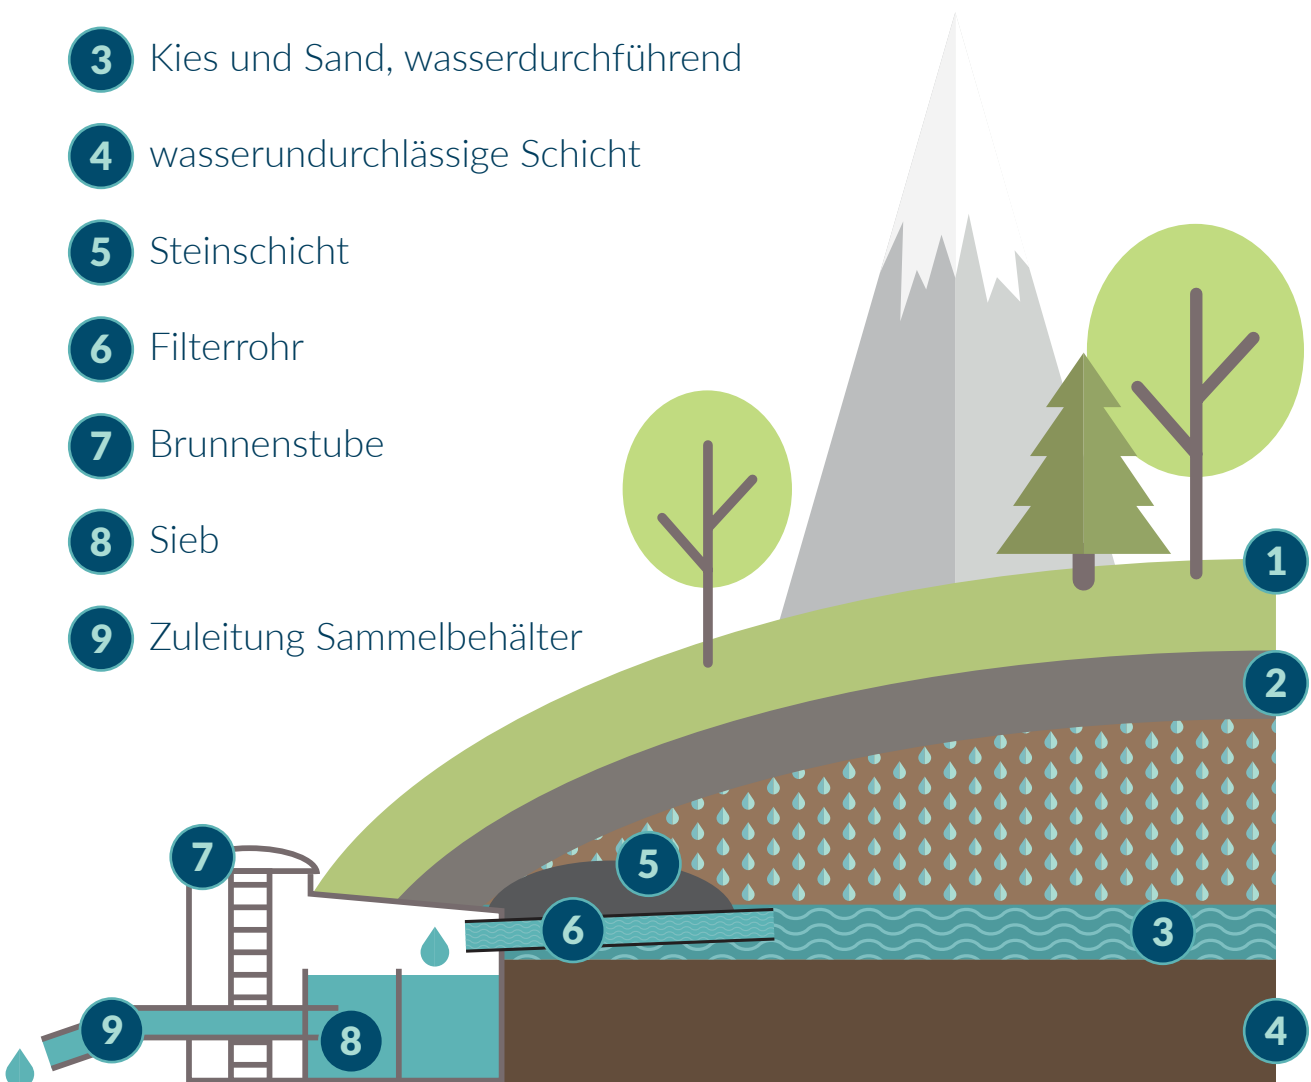 3 Kies und Sand, wasserdurchführend
4 wasserundurchlässige Schicht
5 Steinschicht
6 Filterrohr
7 Brunnenstube
8 Sieb
9 Zuleitung Sammelbehälter
1
2
7
5
6
3
9
8
4